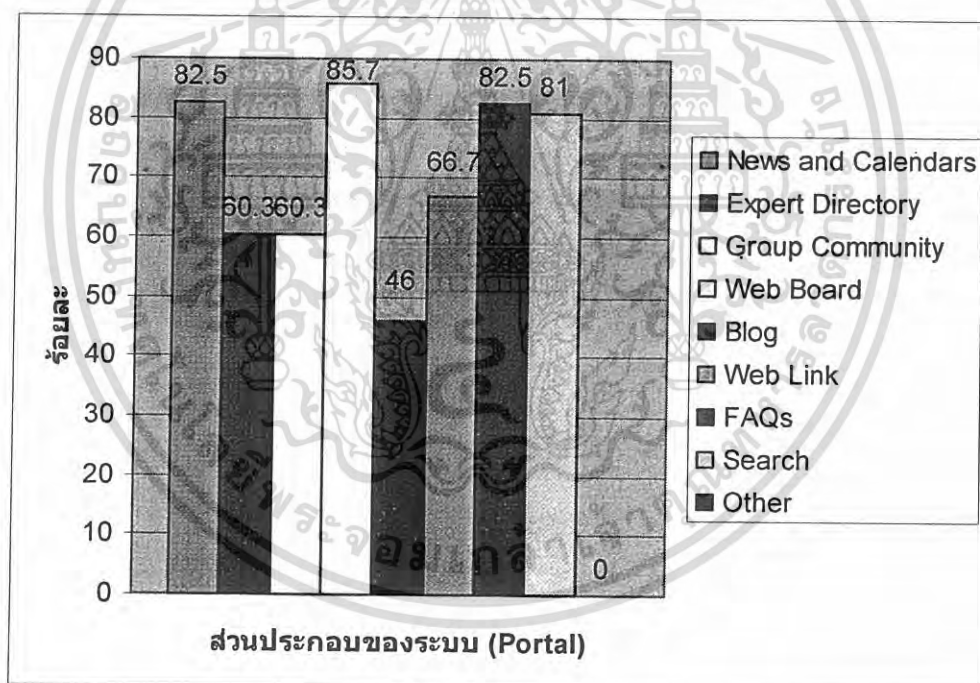 90
80
70
60
50
40
30
20
10
0
ร้อยละ
82.5
60.3
60.3
85.7
46
66.7
82.5
81
0
ส่วนประกอบของระบบ (Portal)
News and Calendars
Expert Directory
Group Community
Web Board
Blog
Web Link
FAQs
Search
Other